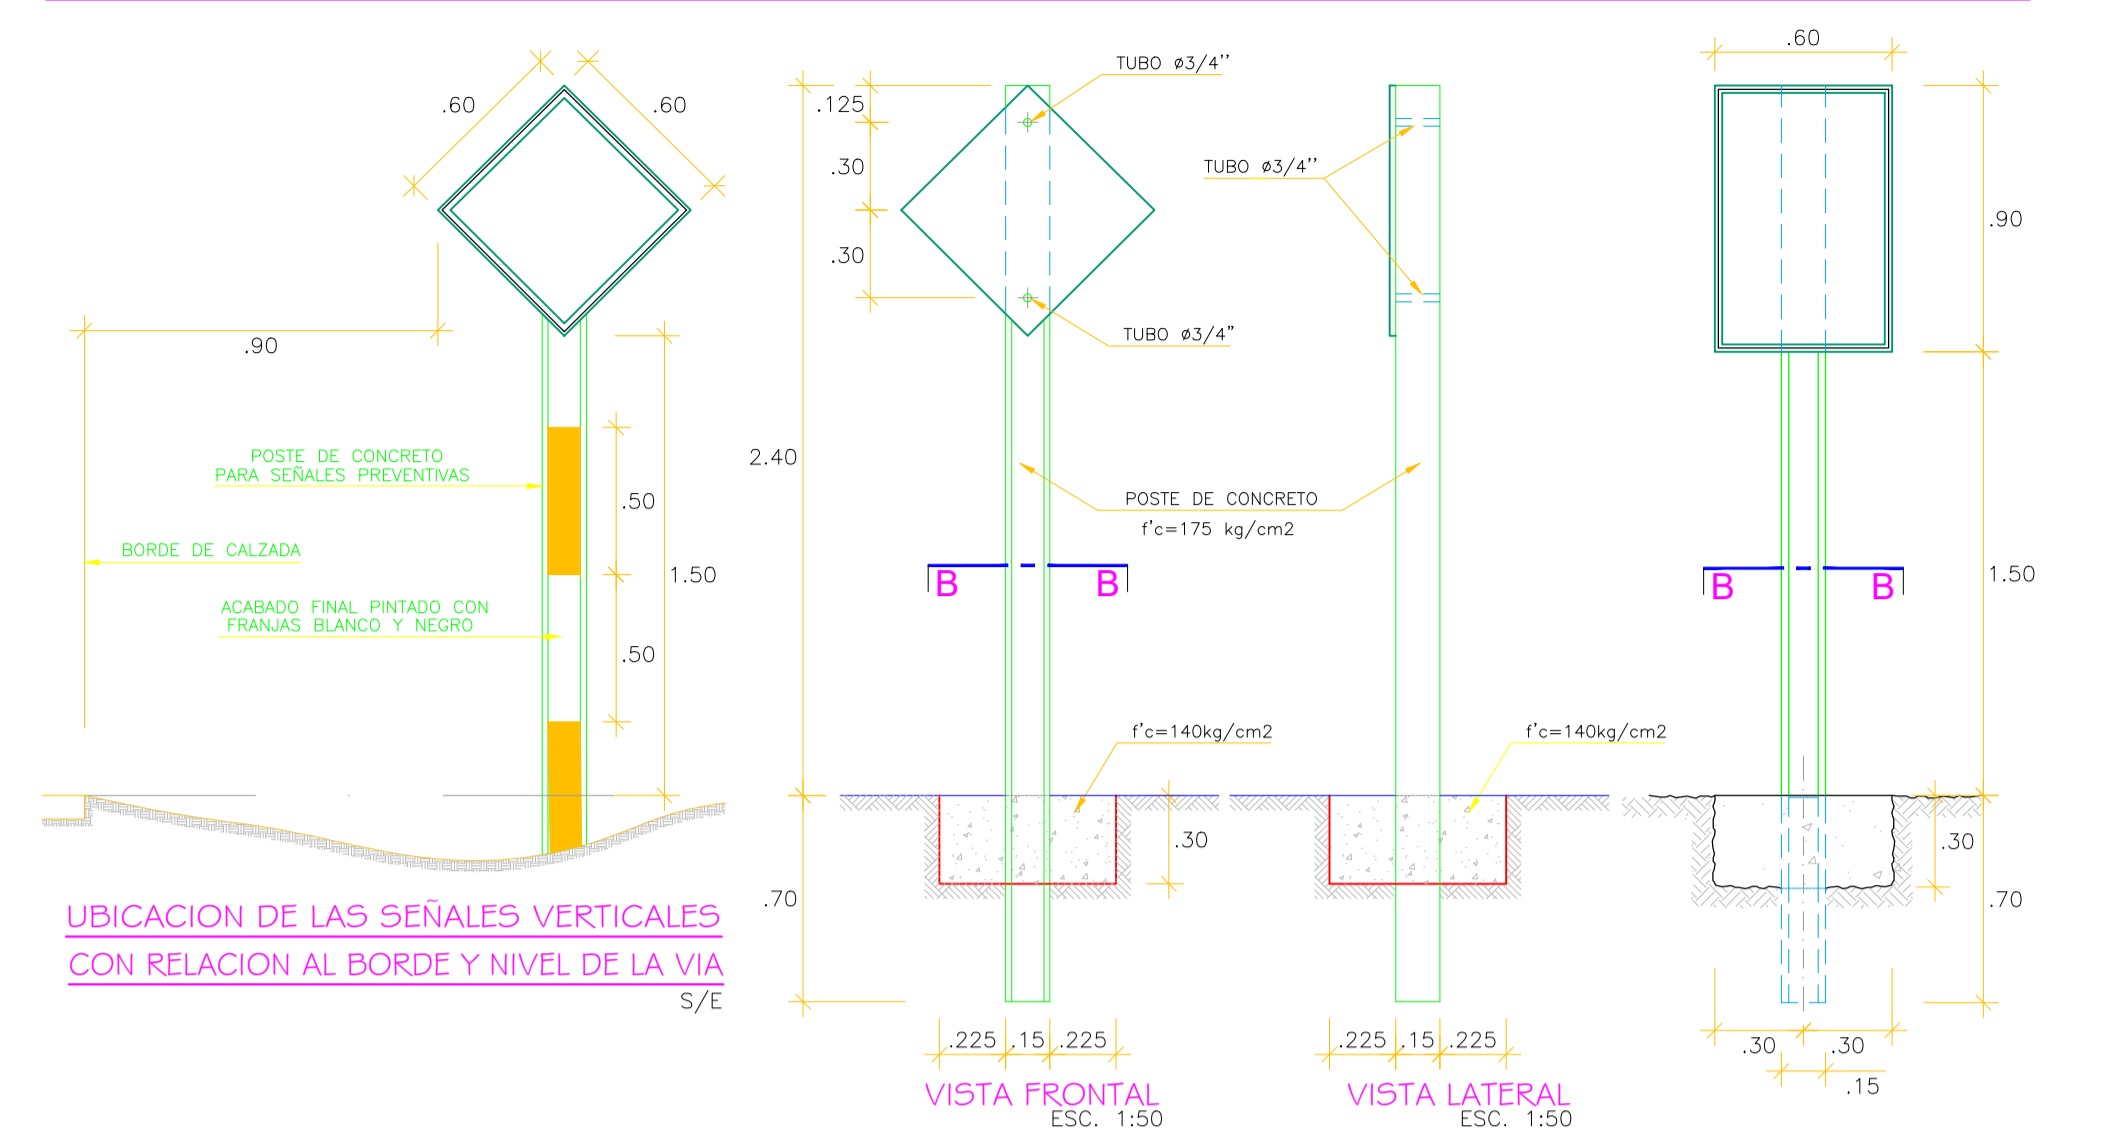 .60
.60
.90
POSTE DE CONCRETO
PARA SEÑALES PREVENTIVAS
.50
BORDE DE CALZADA
1.50
ACABADO FINAL PINTADO CON
FRANJAS BLANCO Y NEGRO
.50
UBICACION DE LAS SEÑALES VERTICALES
CON RELACION AL BORDE Y NIVEL DE LA VIA
S/E
TUBO ø3/4''
.125
.30
.30
TUBO ø3/4"
2.40
POSTE DE CONCRETO
f'c=175 kg/cm2
B B
f'c=140kg/cm2
.30
.70
.225 .15 .225
VISTA FRONTAL
ESC. 1:50
TUBO ø3/4''
f'c=140kg/cm2
.225 .15 .225
VISTA LATERAL
ESC. 1:50
.60
.90
B B
1.50
.30
.70
.30 .30
.15